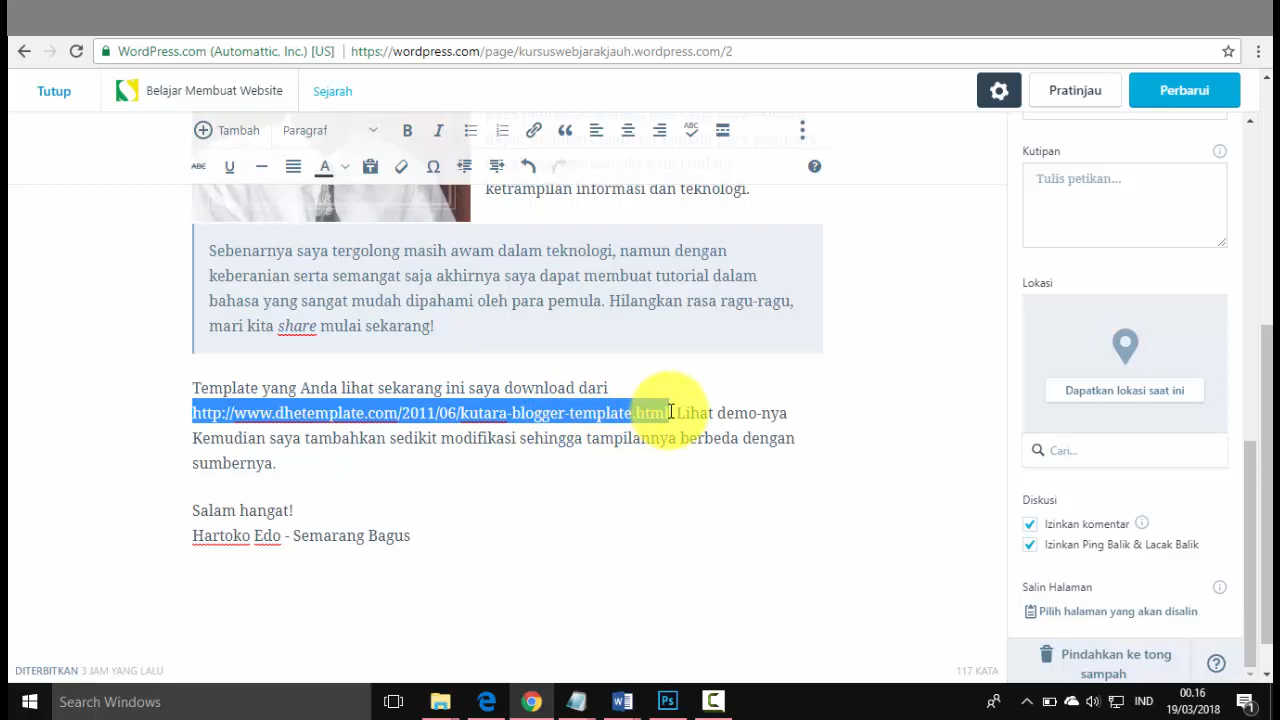 WordPress.com (Automattic, Inc.) [US] https://wordpress.com/page/kursuswebjarakjauh.wordpress.com/2
Tutup Belajar Membuat Website Sejarah Pratinjau Perbarui
Tambah Paragraf B I ABC
ABC U A Ω
ketrampilan informasi dan teknologi.
Sebenarnya saya tergolong masih awam dalam teknologi, namun dengan
keberanian serta semangat saja akhirnya saya dapat membuat tutorial dalam
bahasa yang sangat mudah dipahami oleh para pemula. Hilangkan rasa ragu-ragu,
mari kita share mulai sekarang!
Template yang Anda lihat sekarang ini saya download dari
http://www.dhetemplate.com/2011/06/kutara-blogger-template.html Lihat demo-nya
Kemudian saya tambahkan sedikit modifikasi sehingga tampilannya berbeda dengan
sumbernya.
Salam hangat!
Hartoko Edo - Semarang Bagus
DITERBITKAN 3 JAM YANG LALU
117 KATA
Kutipan
Tulis petikan...
Lokasi
Dapatkan lokasi saat ini
Cari...
Diskusi
Izinkan komentar
Izinkan Ping Balik & Lacak Balik
Salin Halaman
Pilih halaman yang akan disalin
Pindahkan ke tong
sampah
Search Windows
IND
00.16
19/03/2018